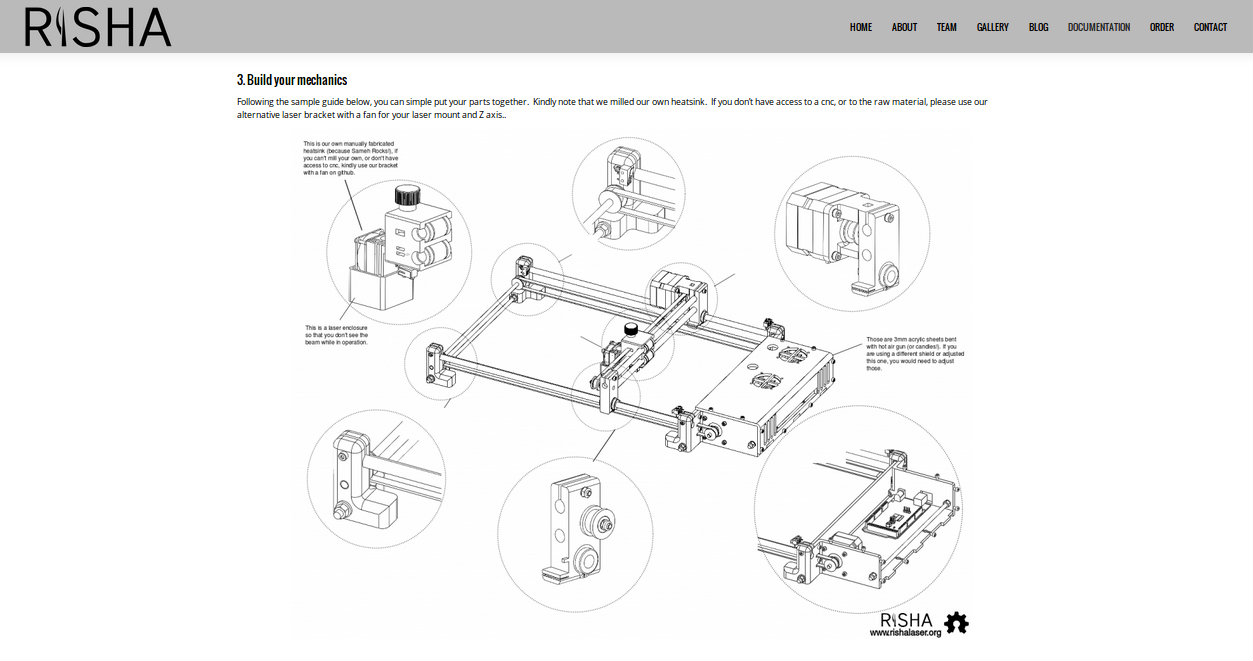 RISHA
HOME ABOUT TEAM GALLERY BLOG DOCUMENTATION ORDER CONTACT
3. Build your mechanics
Following the sample guide below, you can simple put your parts together. Kindly note that we milled our own heatsink. If you don't have access to a cnc, or to the raw material, please use our
alternative laser bracket with a fan for your laser mount and Z axis..
This is our own manually fabricated
heatsink (because Sameh Rocks!), if
you can't mill your own, or don't have
access to cnc, kindly use our bracket
with a fan on github.
This is a laser enclosure
so that you don't see the
beam while in operation.
Those are 3mm acrylic sheets bent
with hot air gun (or candles!). If you
are using a different shield or adjusted
this one, you would need to adjust
those.
RISHA
www.rishalaser.org